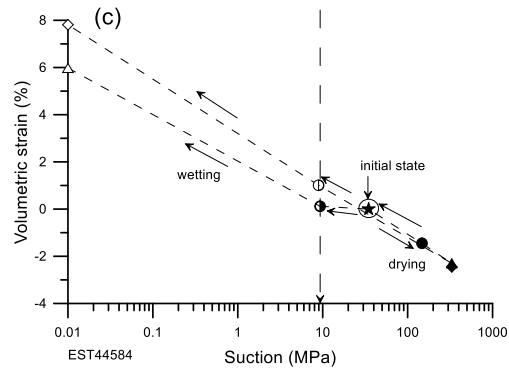 (c)
8
6
4
2
0
-2
-4
Volumetric strain (%)
initial state
wetting
drying
0.01
0.1
1
10
100
1000
EST44584
Suction (MPa)